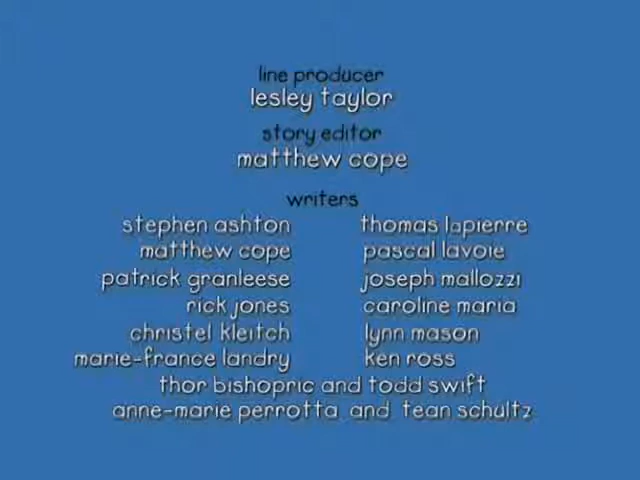 line producer
lesley taylor
story editor
matthew cope
writers
stephen ashton thomas lapierre
matthew cope pascal lavoie
patrick granleese joseph mallozzi
rick jones caroline maria
christel kleitch lynn mason
marie-france landry ken ross
thor bishopric and todd swift
anne-marie perrotta and tean schultz